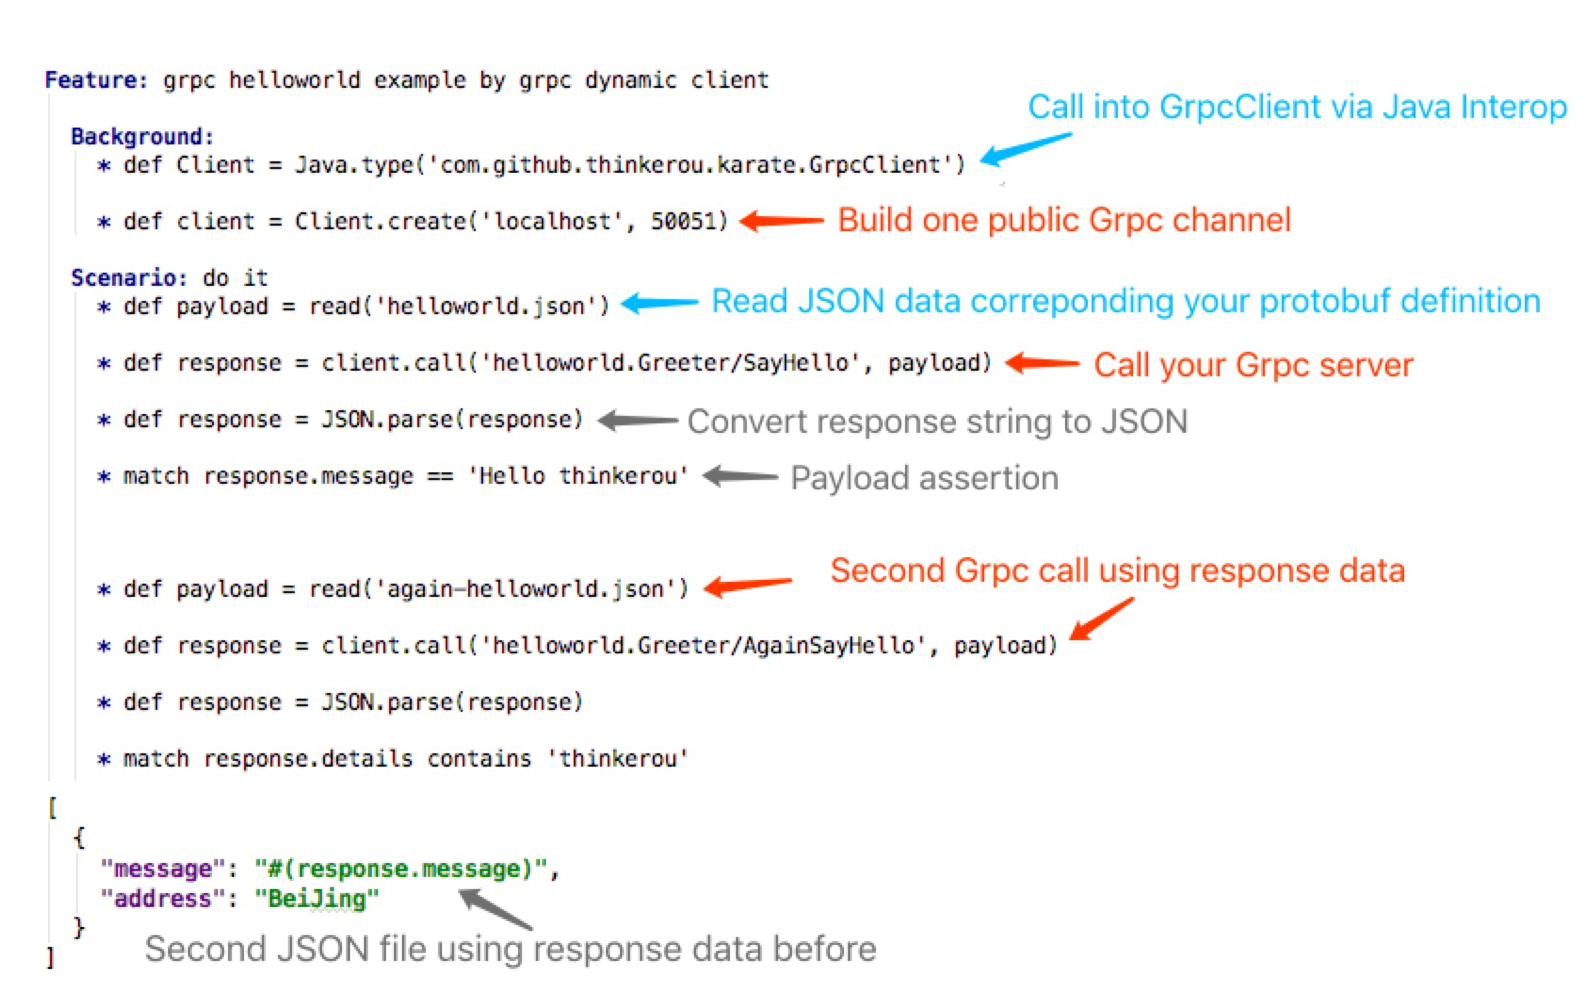 Feature: grpc helloworld example by grpc dynamic client
Call into GrpcClient via Java Interop
Background:
* def Client = Java.type('com.github.thinkerou.karate.GrpcClient')
* def client = Client.create('localhost', 50051)
Build one public Grpc channel
Scenario: do it
* def payload = read('helloworld.json')
Read JSON data correponding your protobuf definition
* def response = client.call('helloworld.Greeter/SayHello', payload)
Call your Grpc server
* def response = JSON.parse(response)
Convert response string to JSON
* match response.message == 'Hello thinkerou'
Payload assertion
Second Grpc call using response data
* def payload = read('again-helloworld.json')
* def response = client.call('helloworld.Greeter/AgainSayHello', payload)
* def response = JSON.parse(response)
* match response.details contains 'thinkerou'
[
{
"message": "#(response.message)",
"address": "BeiJing"
}
Second JSON file using response data before
]